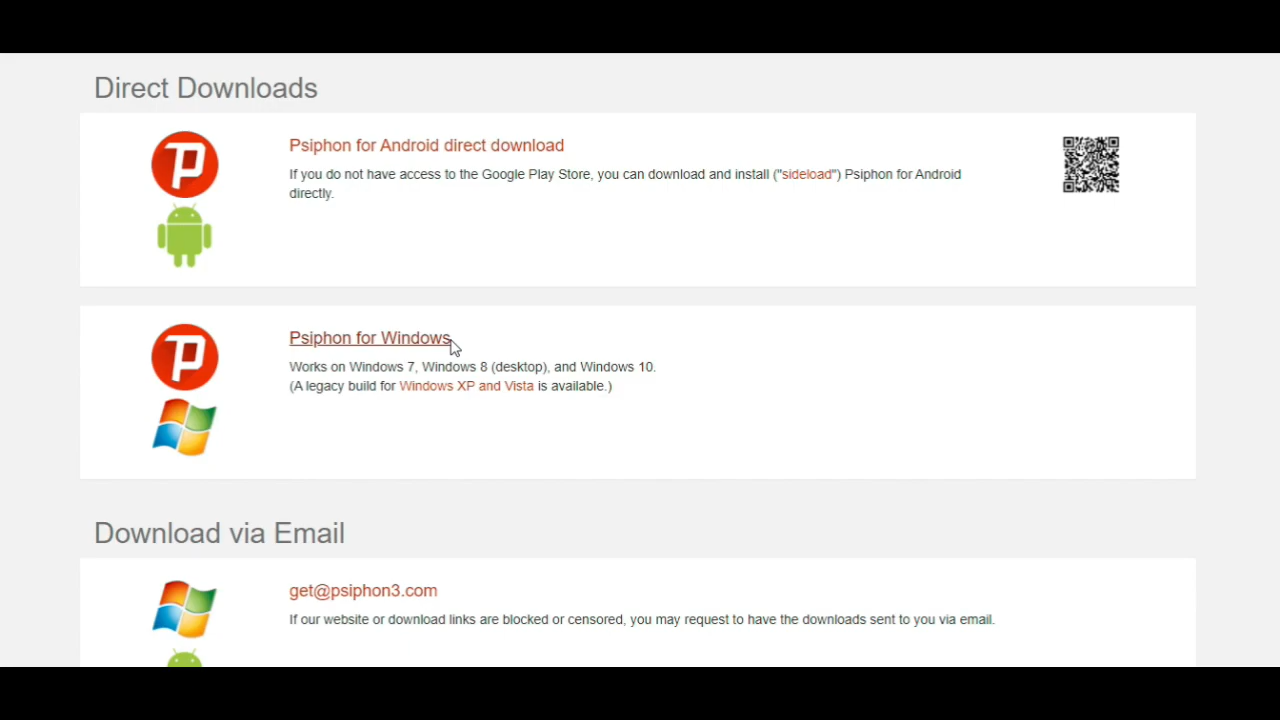 Direct Downloads
Psiphon for Android direct download
If you do not have access to the Google Play Store, you can download and install ("sideload") Psiphon for Android
directly.
Psiphon for Windows
Works on Windows 7, Windows 8 (desktop), and Windows 10.
(A legacy build for Windows XP and Vista is available.)
Download via Email
get@psiphon3.com
If our website or download links are blocked or censored, you may request to have the downloads sent to you via email.